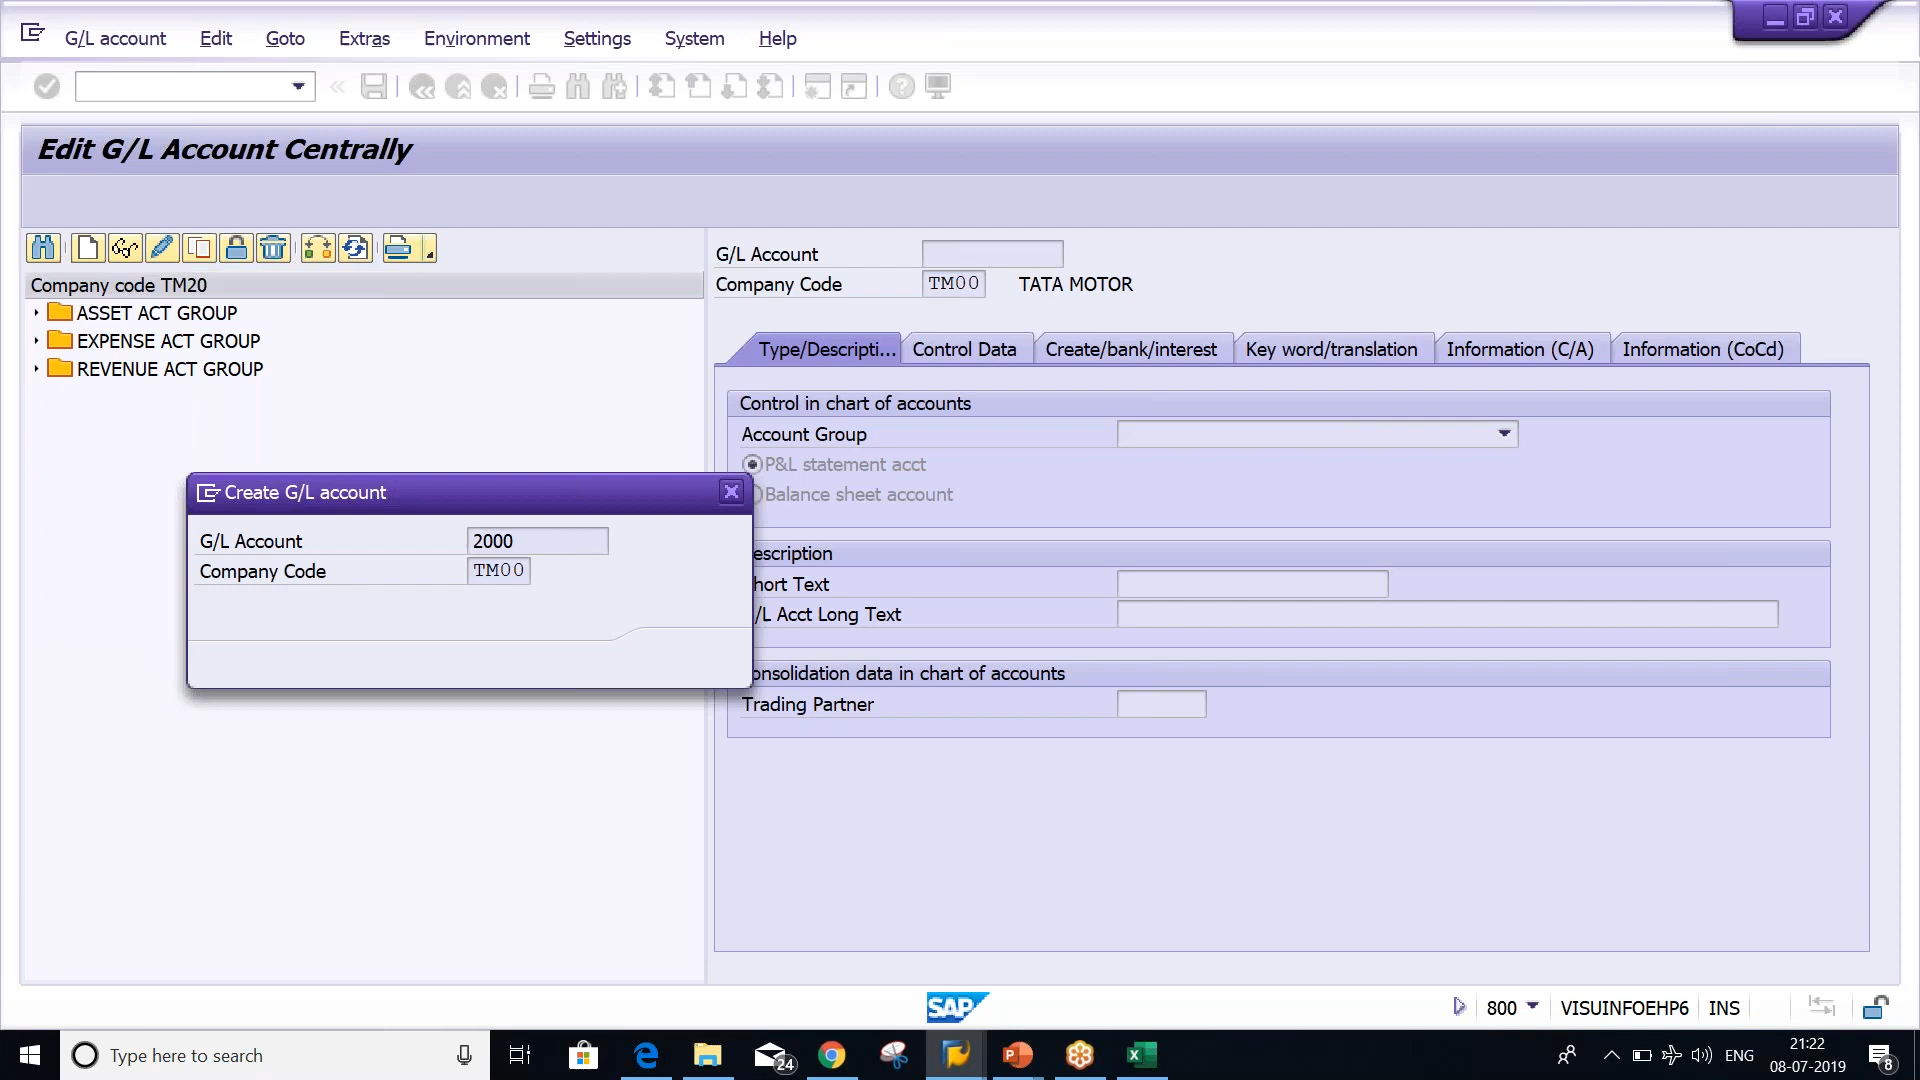 G/L account Edit Goto Extras Environment Settings System Help
Edit G/L Account Centrally
Company code TM20
ASSET ACT GROUP
EXPENSE ACT GROUP
REVENUE ACT GROUP
G/L Account
Company Code TM00 TATA MOTOR
Type/Descripti... Control Data Create/bank/interest Key word/translation Information (C/A) Information (CoCd)
Control in chart of accounts
Account Group
P&L statement acct
Balance sheet account
Create G/L account
G/L Account 2000
Company Code TM00
escription
hort Text
/L Acct Long Text
onsolidation data in chart of accounts
Trading Partner
SAP
800 VISUINFOEHP6 INS
Type here to search
24
ENG
21:22
08-07-2019
8